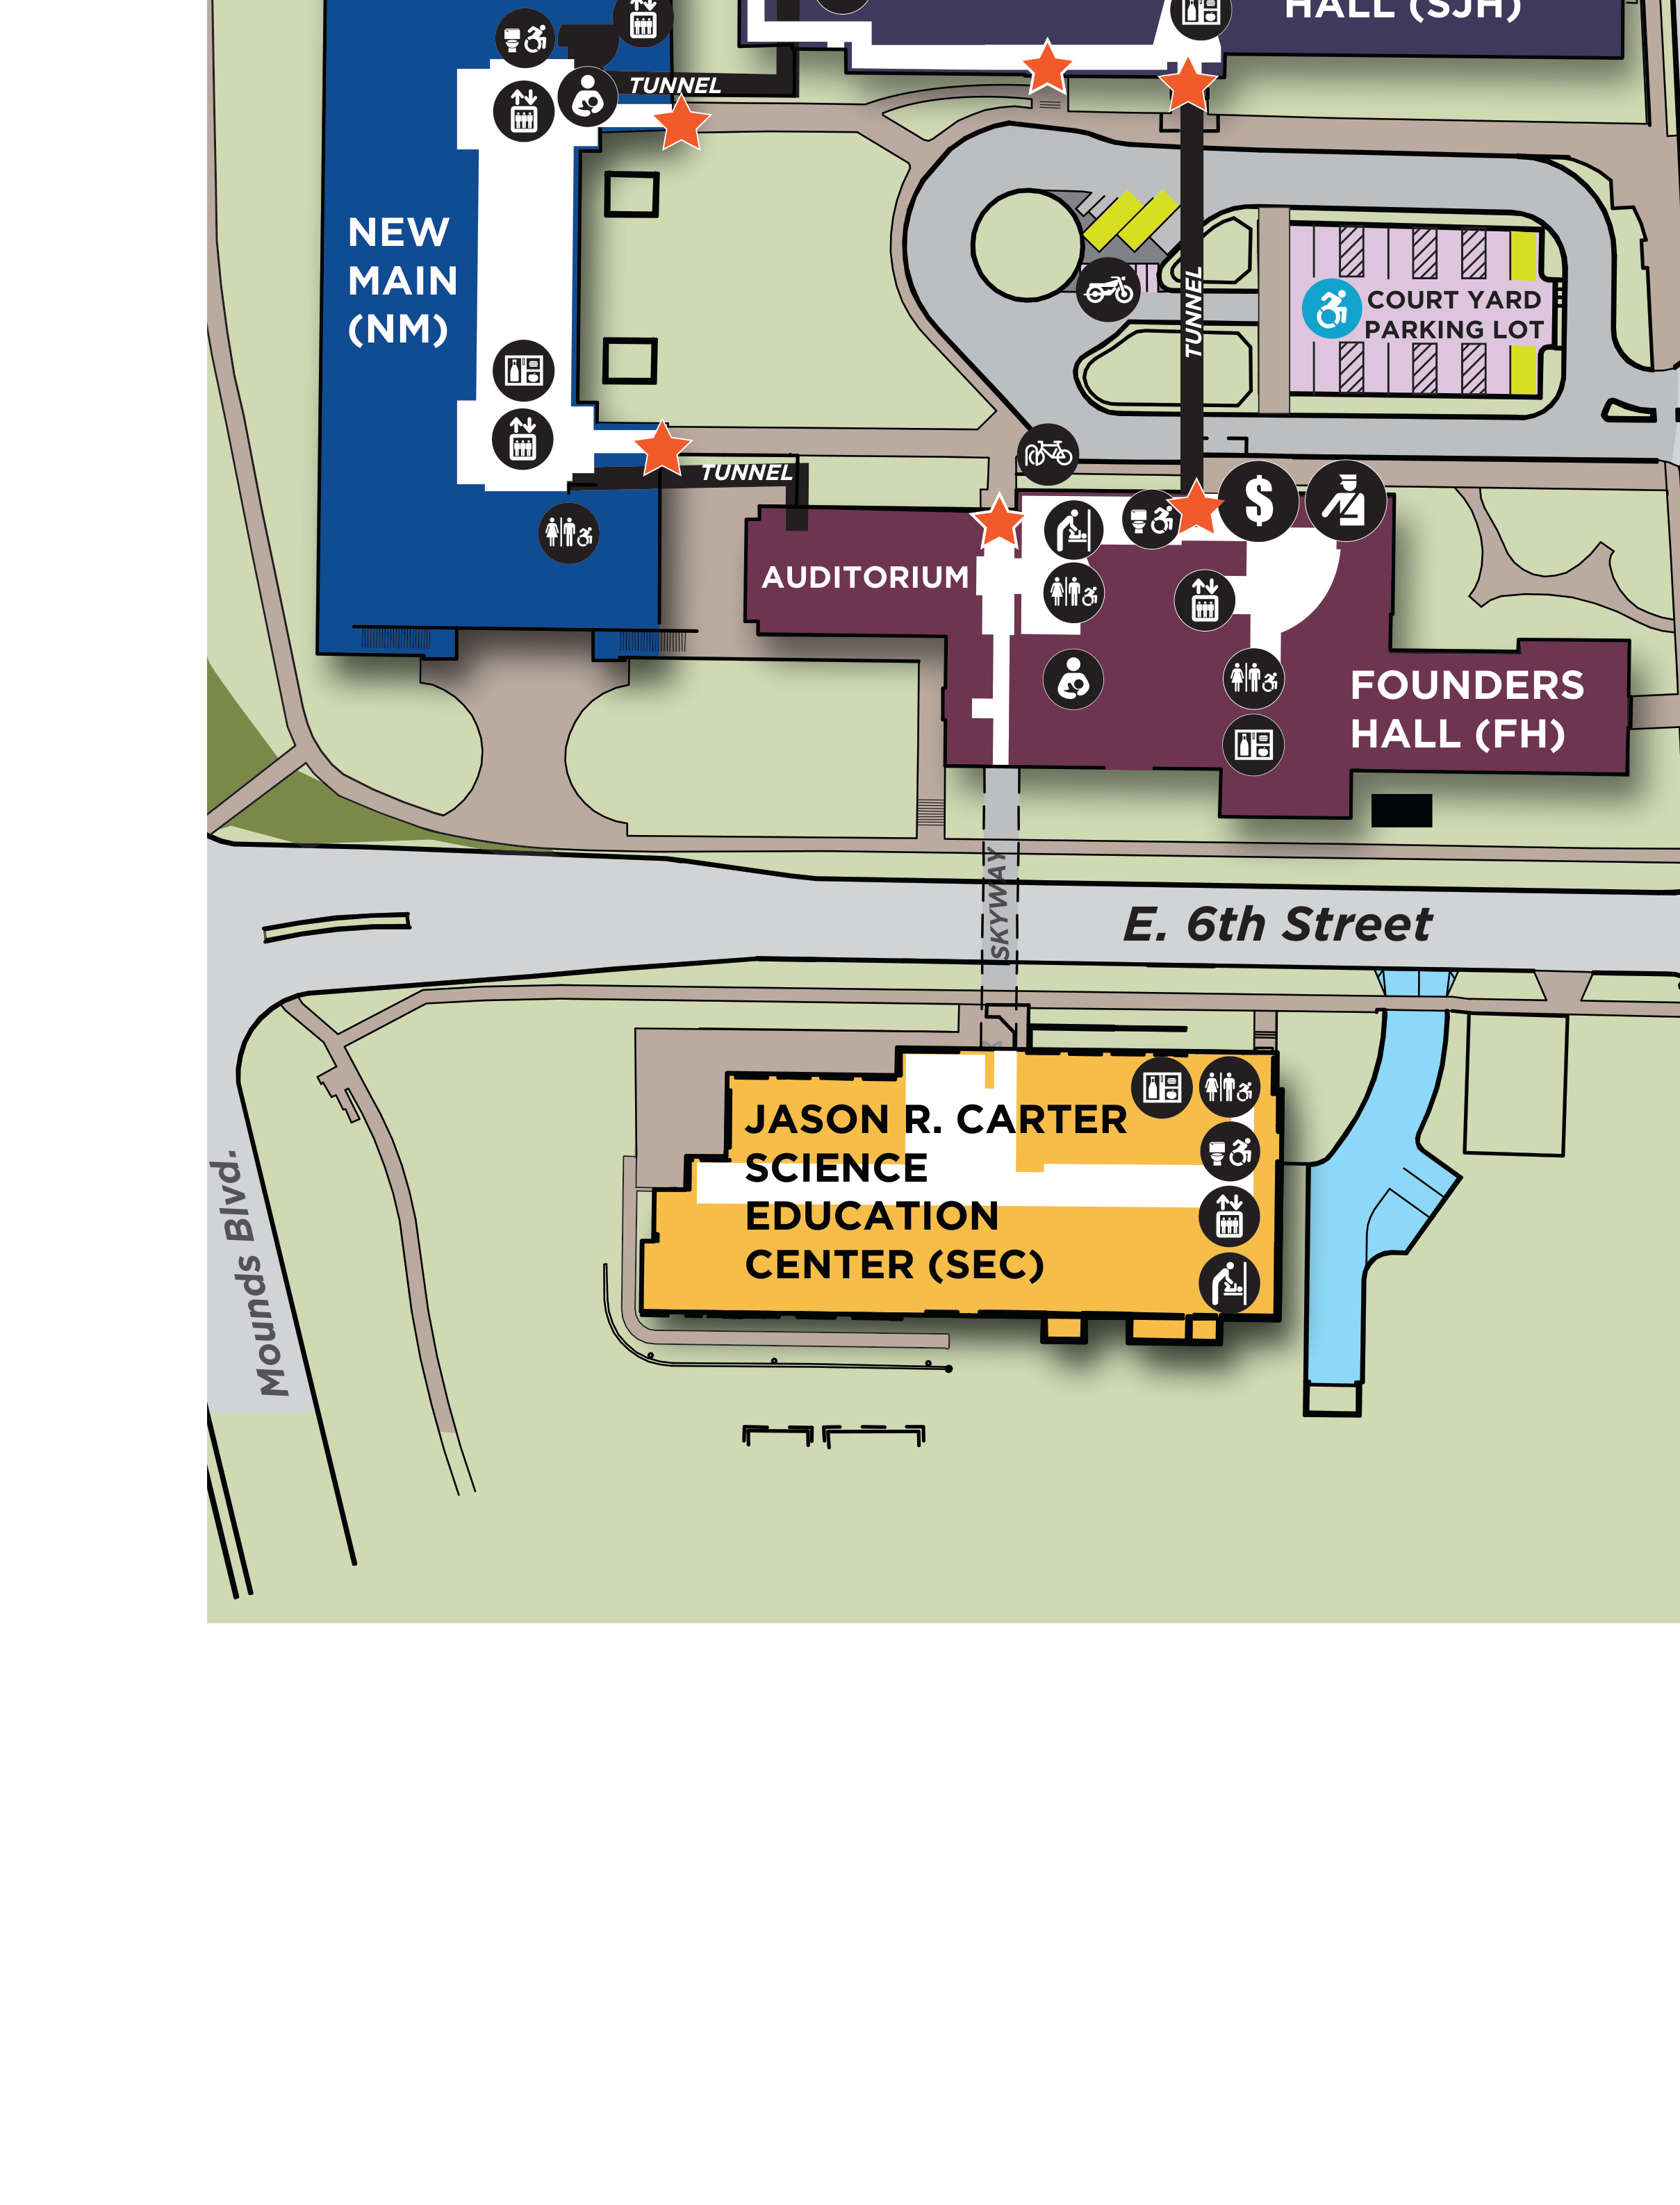 HALL (SJH)
TUNNEL
NEW
MAIN
(NM)
TUNNEL
COURT YARD
PARKING LOT
TUNNEL
$
AUDITORIUM
FOUNDERS
HALL (FH)
SKYWAY
E. 6th Street
JASON R. CARTER
SCIENCE
EDUCATION
CENTER (SEC)
Mounds Blvd.